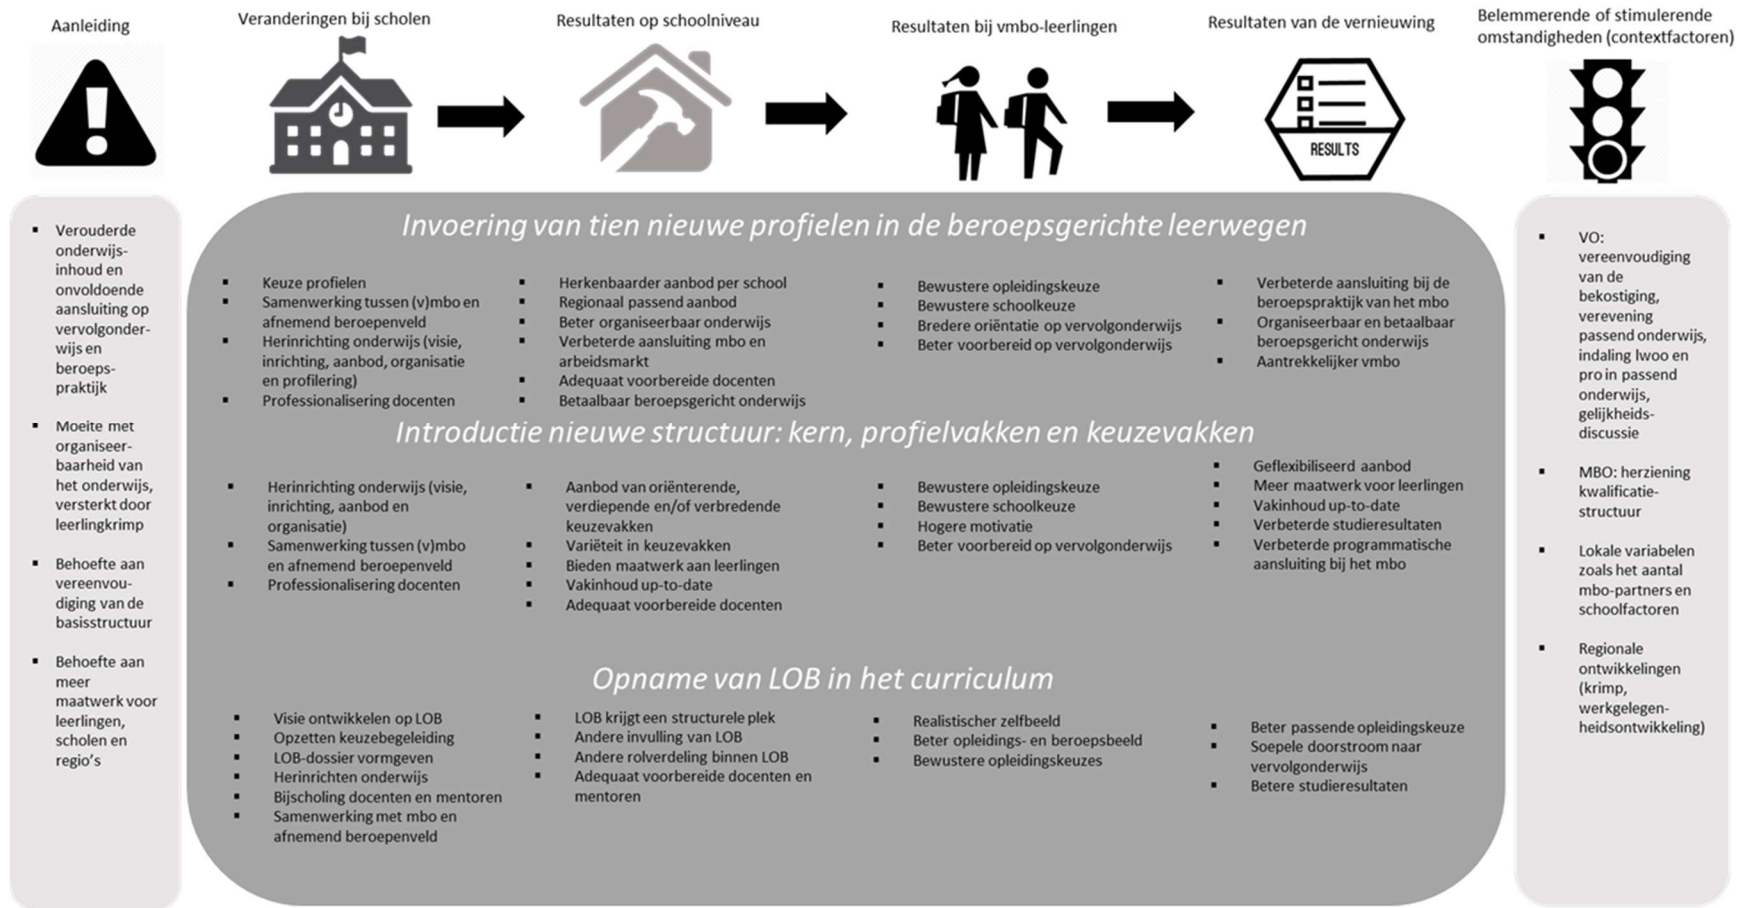 Aanleiding
Veranderingen bij scholen
Resultaten op schoolniveau
Resultaten bij vmbo-leerlingen
Resultaten van de vernieuwing
Belemmerende of stimulerende
omstandigheden (contextfactoren)
RESULTS
▪ Verouderde
onderwijs-
inhoud en
onvoldoende
aansluiting op
vervolgonder-
wijs en
beroeps-
praktijk
▪ Moeite met
organiseer-
baarheid van
het onderwijs,
versterkt door
leerlingkrimp
▪ Behoefte aan
vereenvou-
diging van de
basisstructuur
▪ Behoefte aan
meer
maatwerk voor
leerlingen,
scholen en
regio's
Invoering van tien nieuwe profielen in de beroepsgerichte leerwegen
▪ Keuze profielen
▪ Samenwerking tussen (v)mbo en
afnemend beroepenveld
▪ Herinrichting onderwijs (visie,
inrichting, aanbod, organisatie
en profilering)
▪ Professionalisering docenten
▪ Herkenbaarder aanbod per school
▪ Regionaal passend aanbod
▪ Beter organiseerbaar onderwijs
▪ Verbeterde aansluiting mbo en
arbeidsmarkt
▪ Adequaat voorbereide docenten
▪ Betaalbaar beroepsgericht onderwijs
▪ Bewustere opleidingskeuze
▪ Bewustere schoolkeuze
▪ Bredere oriëntatie op vervolgonderwijs
▪ Beter voorbereid op vervolgonderwijs
▪ Verbeterde aansluiting bij de
beroepspraktijk van het mbo
▪ Organiseerbaar en betaalbaar
beroepsgericht onderwijs
▪ Aantrekkelijker vmbo
Introductie nieuwe structuur: kern, profielvakken en keuzevakken
▪ Herinrichting onderwijs (visie,
inrichting, aanbod en
organisatie)
▪ Samenwerking tussen (v)mbo
en afnemend beroepenveld
▪ Professionalisering docenten
▪ Aanbod van oriënterende,
verdiepende en/of verbredende
keuzevakken
▪ Variëteit in keuzevakken
▪ Bieden maatwerk aan leerlingen
▪ Vakinhoud up-to-date
▪ Adequaat voorbereide docenten
▪ Bewustere opleidingskeuze
▪ Bewustere schoolkeuze
▪ Hogere motivatie
▪ Beter voorbereid op vervolgonderwijs
▪ Geflexibiliseerd aanbod
▪ Meer maatwerk voor leerlingen
▪ Vakinhoud up-to-date
▪ Verbeterde studieresultaten
▪ Verbeterde programmatische
aansluiting bij het mbo
Opname van LOB in het curriculum
▪ Visie ontwikkelen op LOB
▪ Opzetten keuzebegeleiding
▪ LOB-dossier vormgeven
▪ Herinrichten onderwijs
▪ Bijscholing docenten en mentoren
▪ Samenwerking met mbo en
afnemend beroepenveld
▪ LOB krijgt een structurele plek
▪ Andere invulling van LOB
▪ Andere rolverdeling binnen LOB
▪ Adequaat voorbereide docenten en
mentoren
▪ Realistischer zelfbeeld
▪ Beter opleidings- en beroepsbeeld
▪ Bewustere opleidingskeuzes
▪ Beter passende opleidingskeuze
▪ Soepele doorstroom naar
vervolgonderwijs
▪ Betere studieresultaten
▪ VO:
vereenvoudiging
van de
bekostiging,
verevening
passend onderwijs,
indaling lwoo en
pro in passend
onderwijs,
gelijkheids-
discussie
▪ MBO: herziening
kwalificatie-
structuur
▪ Lokale variabelen
zoals het aantal
mbo-partners en
schoolfactoren
▪ Regionale
ontwikkelingen
(krimp,
werkgelegen-
heidsontwikkeling)